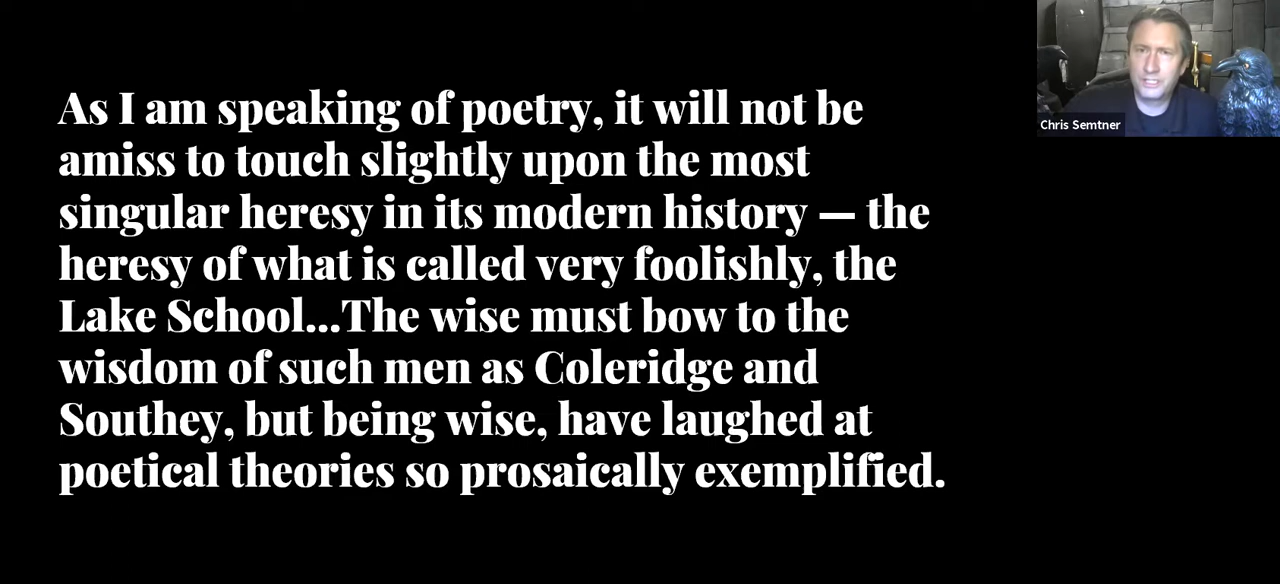 As I am speaking of poetry, it will not be
amiss to touch slightly upon the most
singular heresy in its modern history — the
heresy of what is called very foolishly, the
Lake School...The wise must bow to the
wisdom of such men as Coleridge and
Southey, but being wise, have laughed at
poetical theories so prosaically exemplified.
Chris Semtner